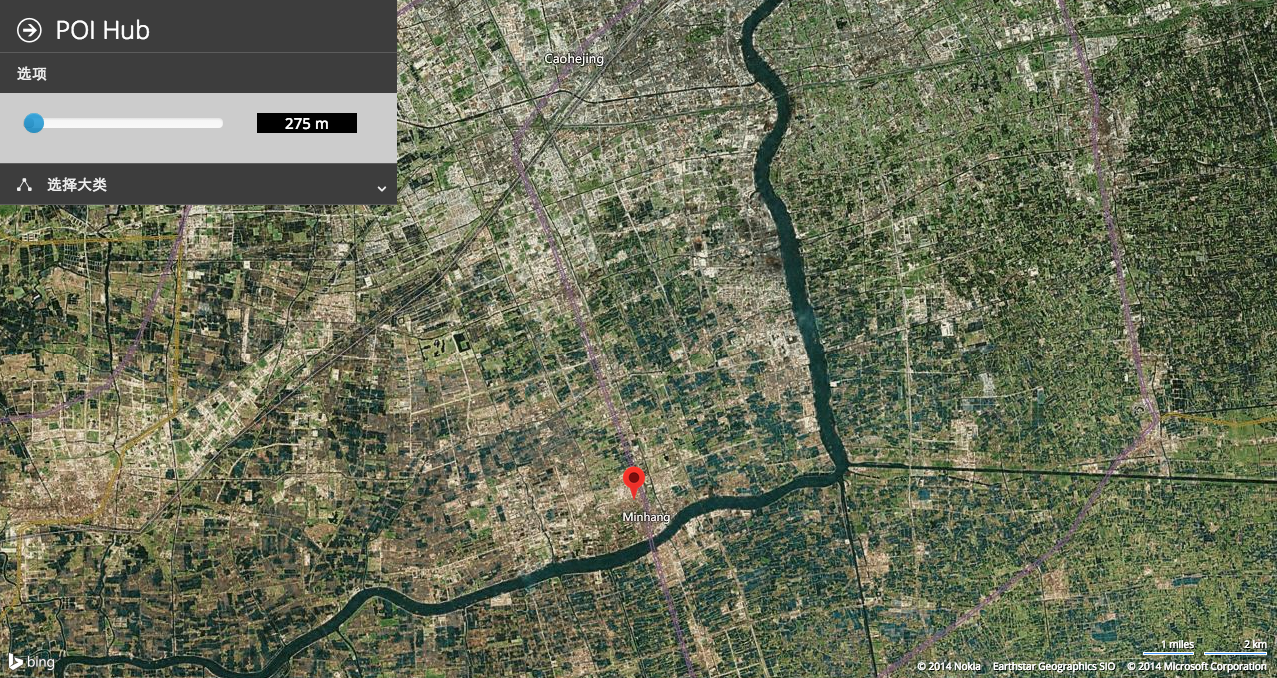 POI Hub
选项
275 m
选择大类
Caohejing
Minhang
bing
1 miles 2 km
© 2014 Nokia Earthstar Geographics SIO © 2014 Microsoft Corporation